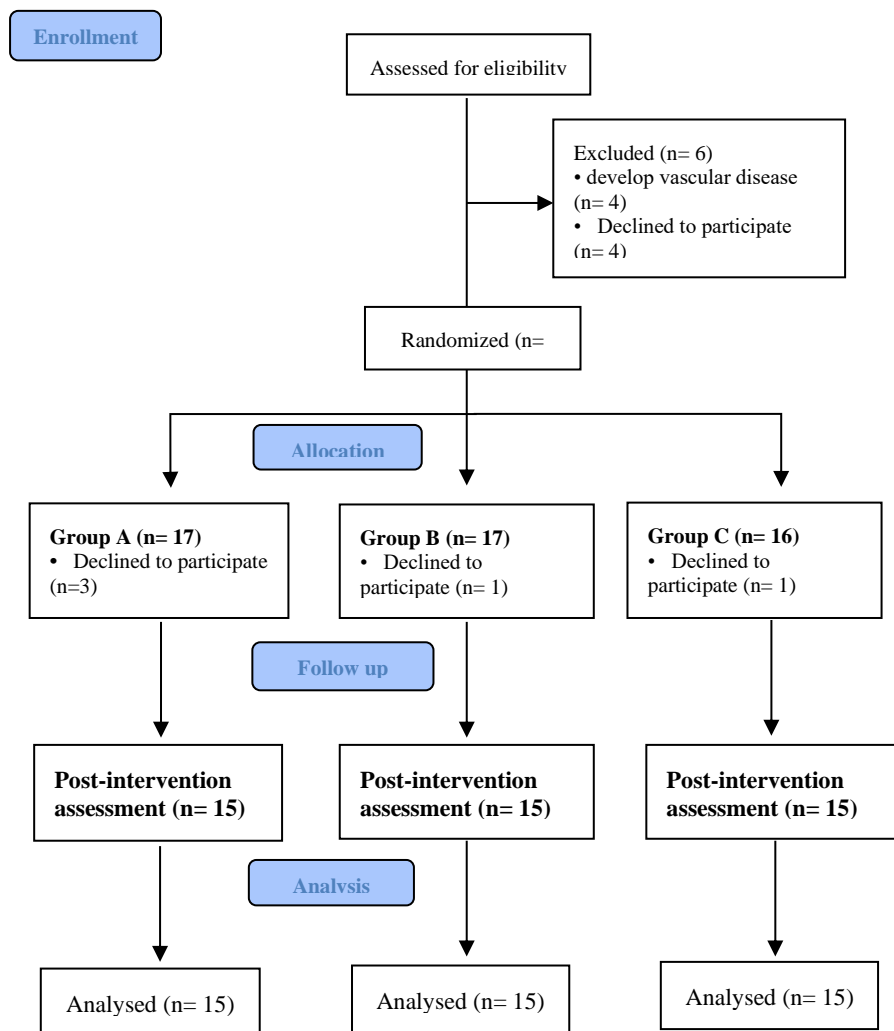 Enrollment
Assessed for eligibility
Excluded (n= 6)
• develop vascular disease
(n= 4)
• Declined to participate
(n= 4)
Randomized (n=
Allocation
Group A (n= 17)
• Declined to participate
(n=3)
Group B (n= 17)
• Declined to
participate (n= 1)
Group C (n= 16)
• Declined to
participate (n= 1)
Follow up
Post-intervention
assessment (n= 15)
Post-intervention
assessment (n= 15)
Post-intervention
assessment (n= 15)
Analysis
Analysed (n= 15)
Analysed (n= 15)
Analysed (n= 15)